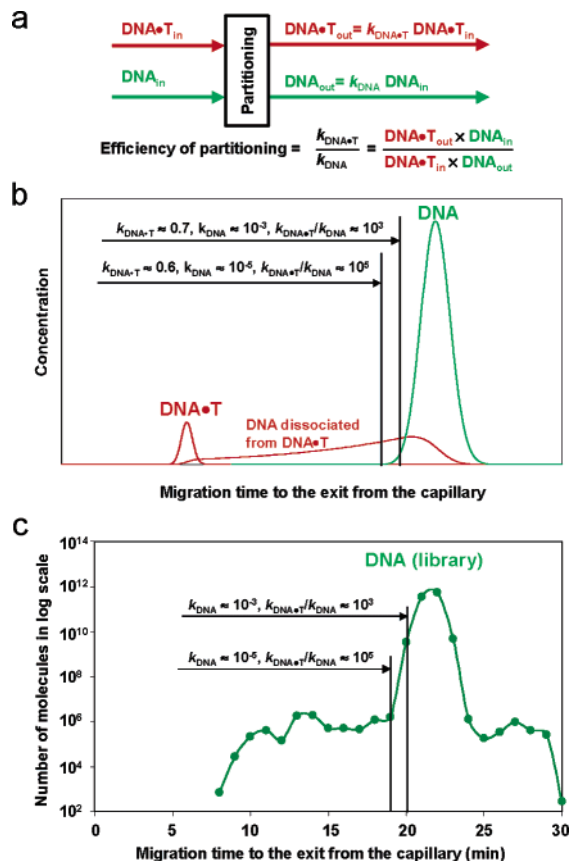 a
DNA•Tin
DNA•Tout= kDNA•T DNA•Tin
Partitioning
DNAin
DNAout= kDNA DNAin
Efficiency of partitioning = kDNA•T / kDNA = DNA•Tout × DNAin / DNA•Tin × DNAout
b
DNA
kDNA•T ≈ 0.7, kDNA ≈ 10-3, kDNA•T/kDNA ≈ 103
kDNA•T ≈ 0.6, kDNA ≈ 10-5, kDNA•T/kDNA ≈ 105
Concentration
DNA•T
DNA dissociated
from DNA•T
Migration time to the exit from the capillary
c
Number of molecules in log scale
1014
1012
1010
108
106
104
102
DNA (library)
kDNA ≈ 10-3, kDNA•T/kDNA ≈ 103
kDNA ≈ 10-5, kDNA•T/kDNA ≈ 105
0 5 10 15 20 25 30
Migration time to the exit from the capillary (min)